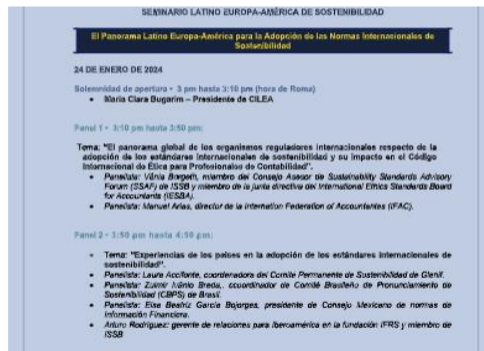 SEMINARIO LATINO EUROPA-AMÉRICA DE SOSTENIBILIDAD
El Panorama Latino Europa-América para la Adopción de las Normas Internacionales de
Sostenibilidad
24 DE ENERO DE 2024
Solemnidad de apertura • 3 pm hasta 3:10 pm (hora de Roma)
• Maria Clara Bugarim – Presidente de CILEA
Panel 1 • 3:10 pm hasta 3:50 pm:
Tema: "El panorama global de los organismos reguladores internacionales respecto de la
adopción de los estándares internacionales de sostenibilidad y su impacto en el Código
Internacional de Ética para Profesionales de Contabilidad".
• Panelista: Vânia Borgeth, miembro del Consejo Asesor de Sustainability Standards Advisory
Forum (SSAF) de ISSB y miembro de la junta directiva del International Ethics Standards Board
for Accountants (IESBA).
• Panelista: Manuel Arias, director de la Internation Federation of Accountantes (IFAC).
Panel 2 • 3:50 pm hasta 4:50 pm:
• Tema: "Experiencias de los países en la adopción de los estándares internacionales de
sostenibilidad".
• Panelista: Laura Accifonte, coordenadora del Comite Permanente de Sostenibilidad de Glenif.
• Panelista: Zulmir Ivânio Breda, ccoordinador de Comitê Brasileño de Pronunciamiento de
Sostenibilidad (CBPS) de Brasil.
• Panelista: Elsa Beatriz García Bojorges, presidente de Consejo Mexicano de normas de
Información Financiera.
• Arturo Rodríguez: gerente de relaciones para Iberoamérica en la fundación IFRS y miembro de
ISSB